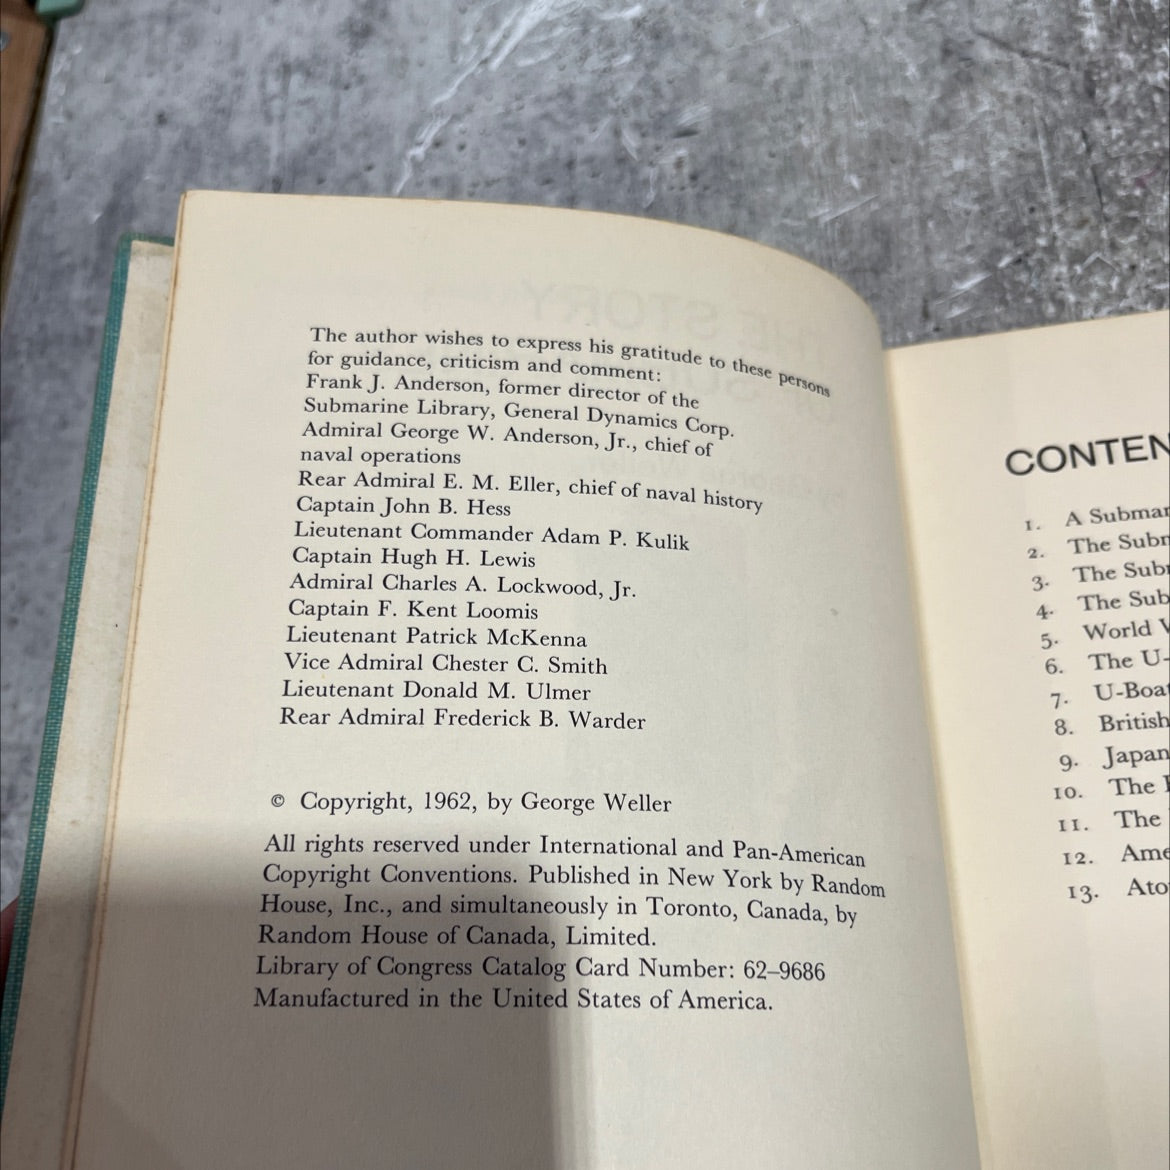 The author wishes to express his gratitude to these persons
for guidance, criticism and comment:
Frank J. Anderson, former director of the
Submarine Library, General Dynamics Corp.
Admiral George W. Anderson, Jr., chief of
naval operations
Rear Admiral E. M. Eller, chief of naval history
Captain John B. Hess
Lieutenant Commander Adam P. Kulik
Captain Hugh H. Lewis
Admiral Charles A. Lockwood, Jr.
Captain F. Kent Loomis
Lieutenant Patrick McKenna
Vice Admiral Chester C. Smith
Lieutenant Donald M. Ulmer
Rear Admiral Frederick B. Warder
© Copyright, 1962, by George Weller
All rights reserved under International and Pan-American
Copyright Conventions. Published in New York by Random
House, Inc., and simultaneously in Toronto, Canada, by
Random House of Canada, Limited.
Library of Congress Catalog Card Number: 62–9686
Manufactured in the United States of America.
CONTEN
1. A Submar
2. The Subm
3. The Sub
4. The Sub
5. World
6. The U-
7. U-Boat
8. British
9. Japan
10. The
11. The
12. Ame
13. Ato